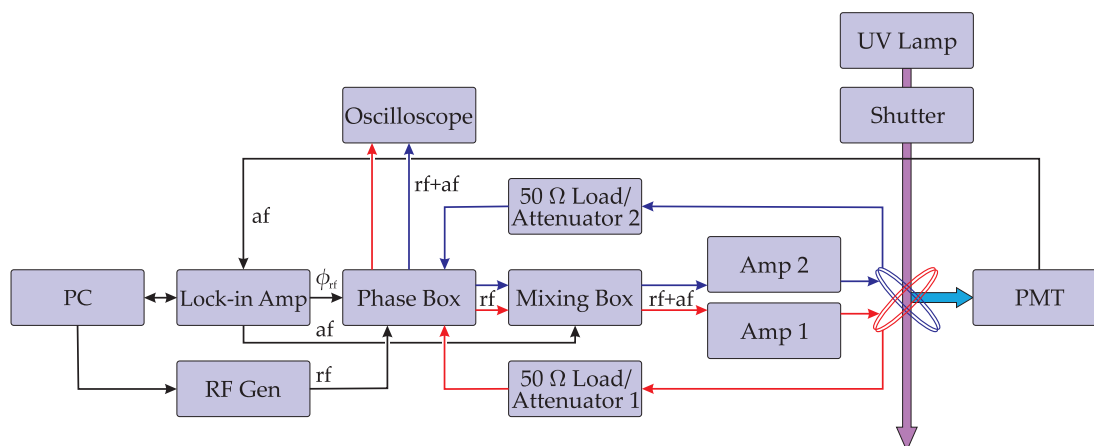 UV Lamp
Shutter
Oscilloscope
rf+af
af
50 Ω Load/
Attenuator 2
PC
Lock-in Amp
ϕrf
Phase Box
rf
Mixing Box
rf+af
Amp 2
Amp 1
PMT
af
RF Gen
rf
50 Ω Load/
Attenuator 1